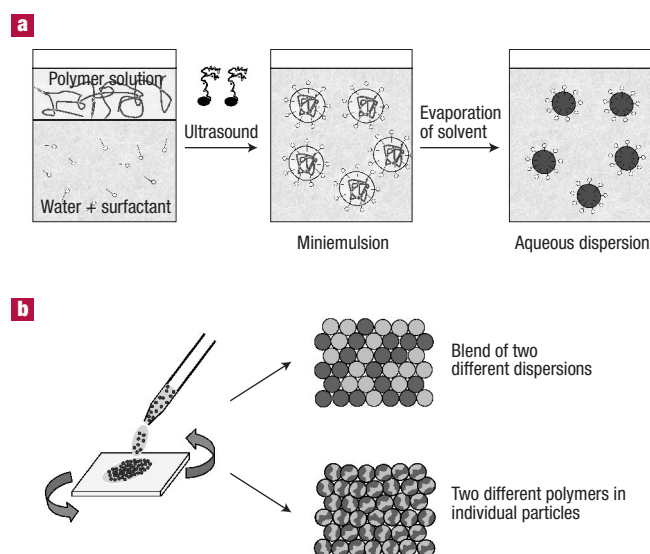 a
Polymer solution
Water + surfactant
Ultrasound
Miniemulsion
Evaporation
of solvent
Aqueous dispersion
b
Blend of two
different dispersions
Two different polymers in
individual particles